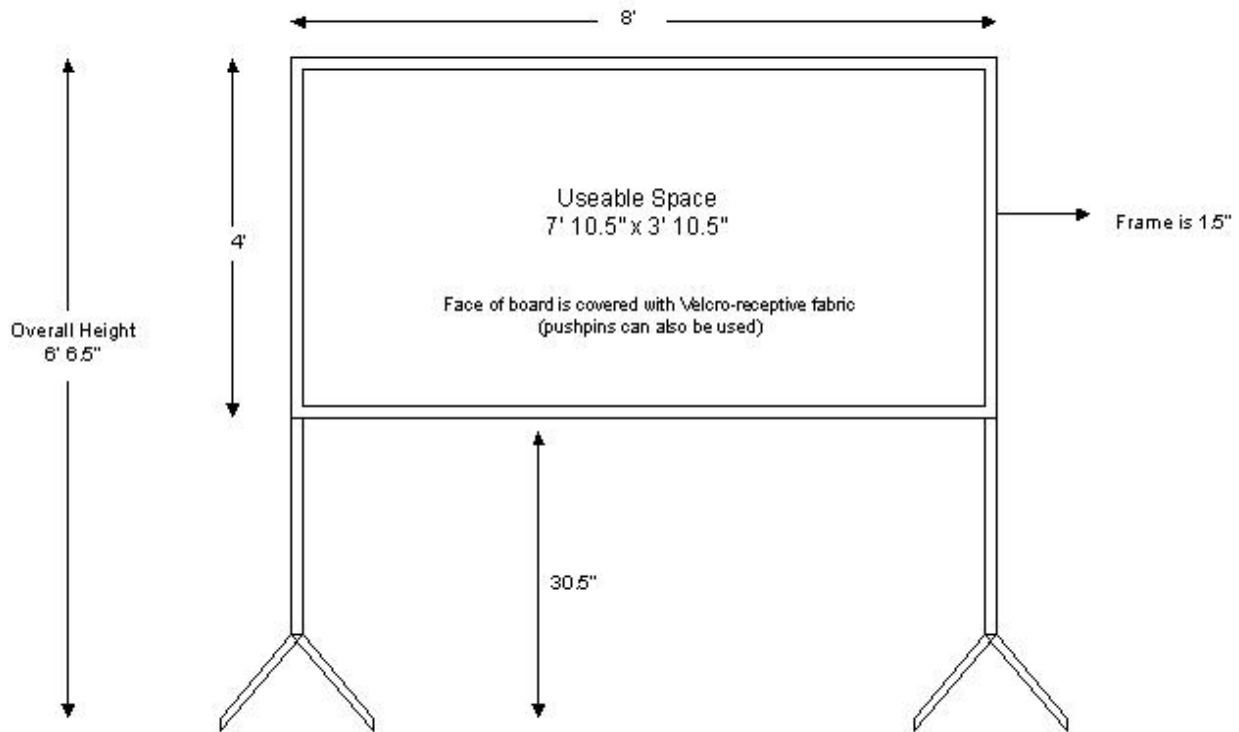 8'
Useable Space
7' 10.5" x 3' 10.5"
Frame is 1.5"
4'
Face of board is covered with Velcro-receptive fabric
(pushpins can also be used)
Overall Height
6' 6.5"
30.5"